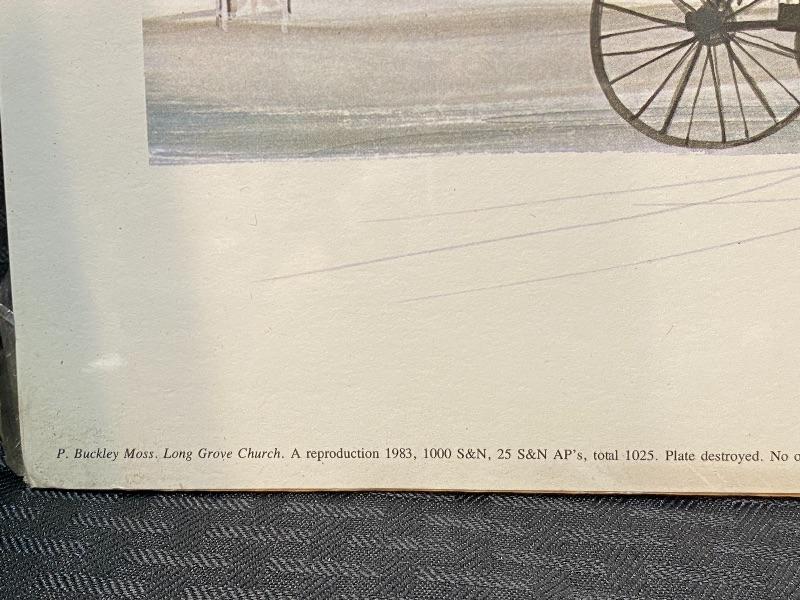 P. Buckley Moss. Long Grove Church. A reproduction 1983, 1000 S&N, 25 S&N AP's, total 1025. Plate destroyed. No